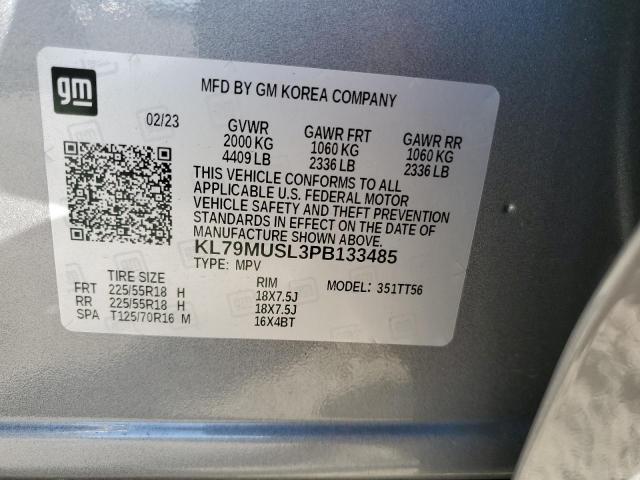 gm
MFD BY GM KOREA COMPANY
02/23 GVWR GAWR FRT GAWR RR
2000 KG 1060 KG 1060 KG
4409 LB 2336 LB 2336 LB
THIS VEHICLE CONFORMS TO ALL
APPLICABLE U.S. FEDERAL MOTOR
VEHICLE SAFETY AND THEFT PREVENTION
STANDARDS IN EFFECT ON THE DATE OF
MANUFACTURE SHOWN ABOVE.
KL79MUSL3PB133485
TYPE: MPV
TIRE SIZE RIM MODEL: 351TT56
FRT 225/55R18 H 18X7.5J
RR 225/55R18 H 18X7.5J
SPA T125/70R16 M 16X4BT